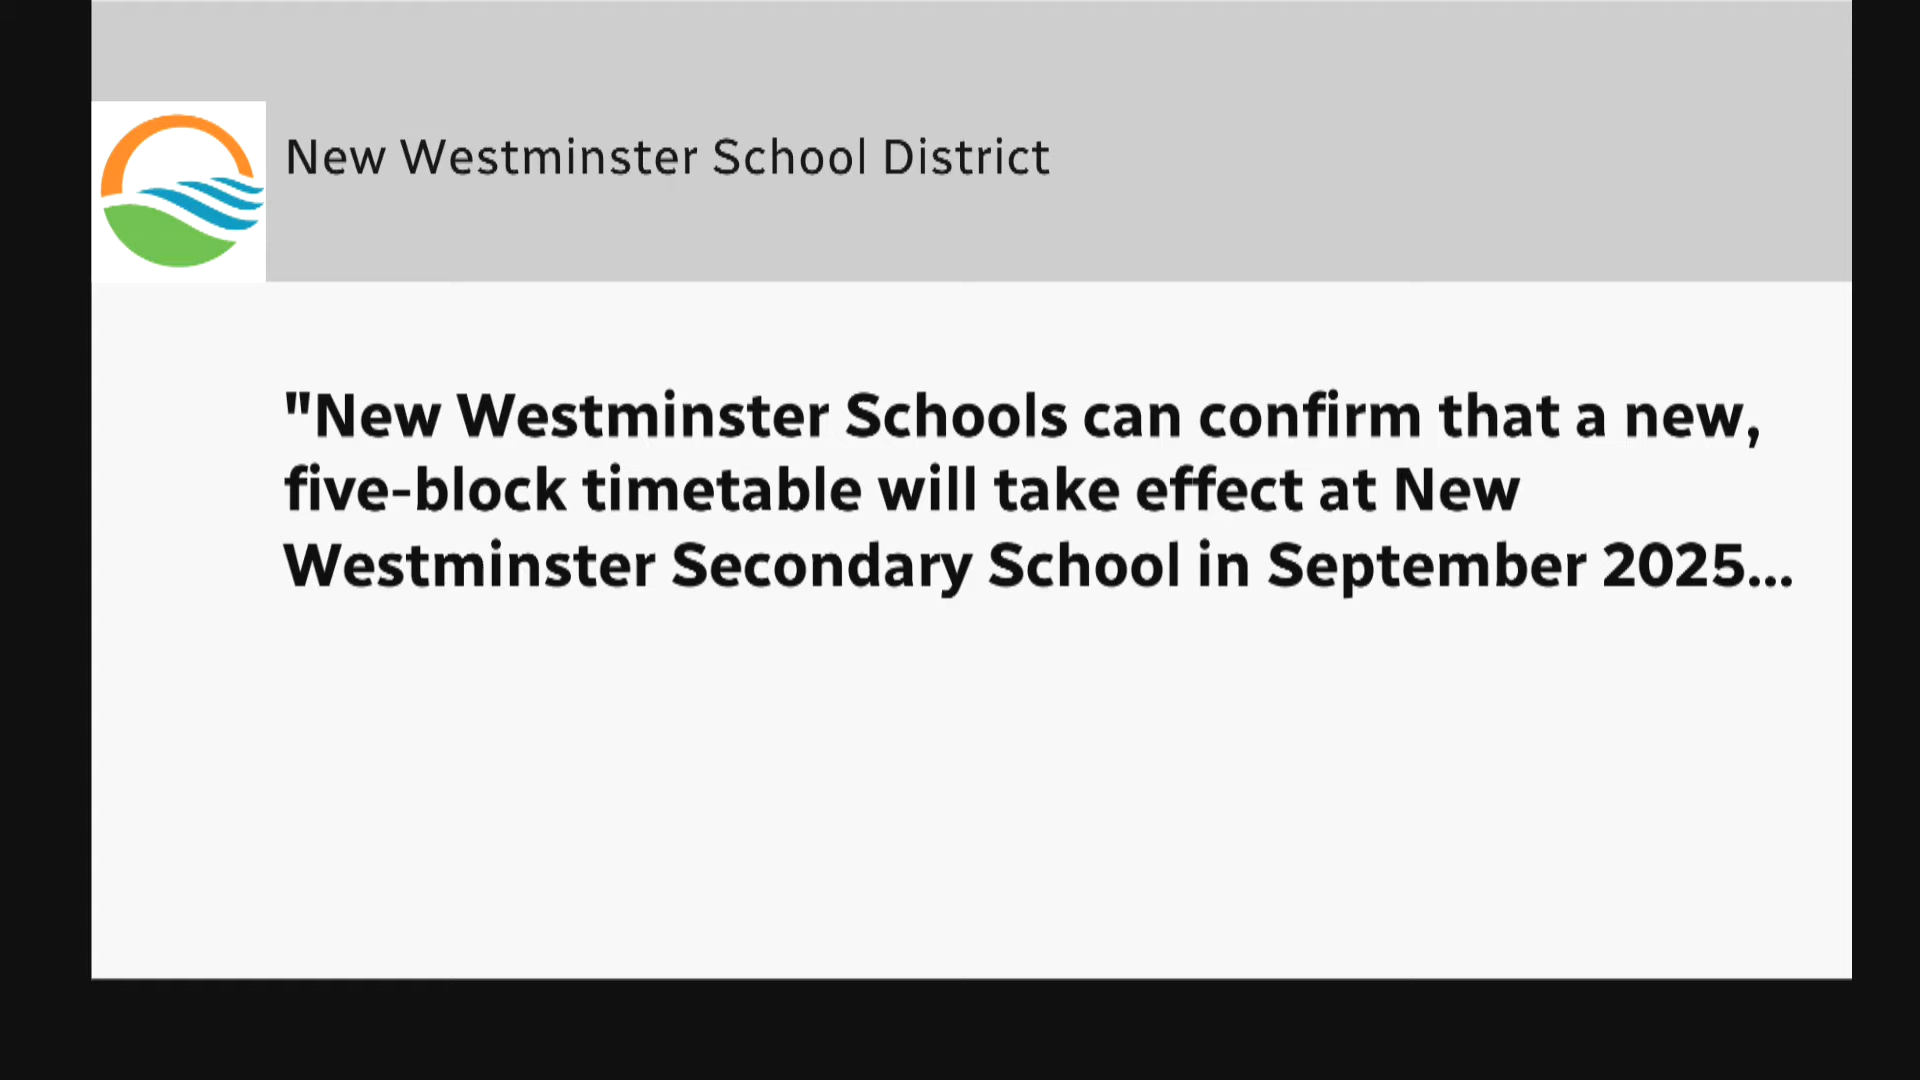 New Westminster School District
"New Westminster Schools can confirm that a new,
five-block timetable will take effect at New
Westminster Secondary School in September 2025...